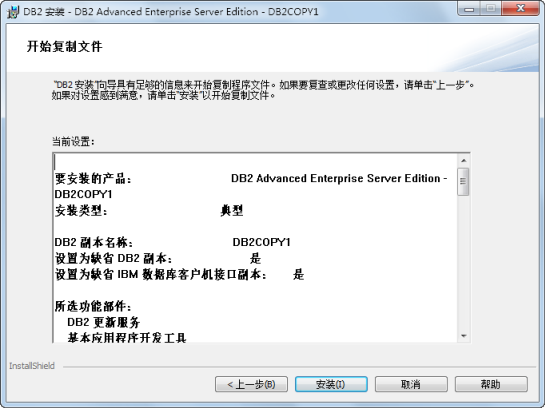 DB2 安装 - DB2 Advanced Enterprise Server Edition - DB2COPY1
开始复制文件
"DB2 安装"向导具有足够的信息来开始复制程序文件。如果要复查或更改任何设置，请单击"上一步"。
如果对设置感到满意，请单击"安装"以开始复制文件。
当前设置：
要安装的产品： DB2 Advanced Enterprise Server Edition -
DB2COPY1
安装类型： 典型
DB2 副本名称： DB2COPY1
设置为缺省 DB2 副本： 是
设置为缺省 IBM 数据库客户机接口副本： 是
所选功能部件：
DB2 更新服务
基本应用程序开发工具
InstallShield
< 上一步(B) 安装(I) 取消 帮助